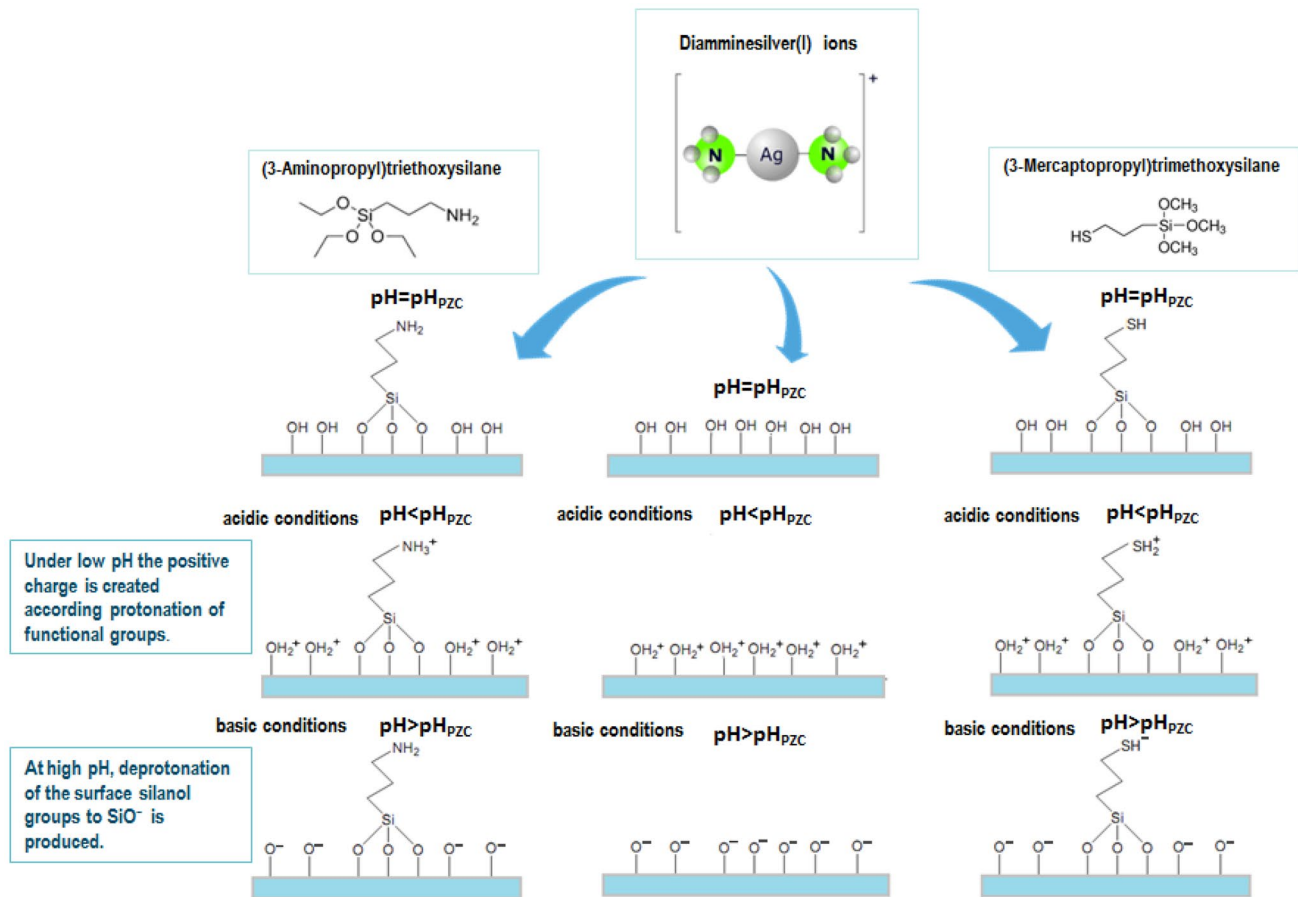 Diamminesilver(I) ions
+
N
Ag
N
(3-Aminopropyl)triethoxysilane
O
Si
NH2
O
O
(3-Mercaptopropyl)trimethoxysilane
OCH3
HS
Si
OCH3
OCH3
pH=pHPZC
NH2
Si
OH OH O O O OH OH
pH=pHPZC
OH OH OH OH OH OH OH
pH=pHPZC
SH
Si
OH OH O O O OH OH
Under low pH the positive
charge is created
according protonation of
functional groups.
acidic conditions pH<pHPZC
NH3+
Si
OH2+ OH2+ O O O OH2+ OH2+
acidic conditions pH<pHPZC
OH2+ OH2+ OH2+ OH2+ OH2+ OH2+
acidic conditions pH<pHPZC
SH2+
Si
OH2+ OH2+ O O O OH2+ OH2+
At high pH, deprotonation
of the surface silanol
groups to SiO− is
produced.
basic conditions pH>pHPZC
NH2
Si
O− O− O O O O− O−
basic conditions pH>pHPZC
O− O− O− O− O− O− O−
basic conditions pH>pHPZC
SH−
Si
O− O− O O O O− O−